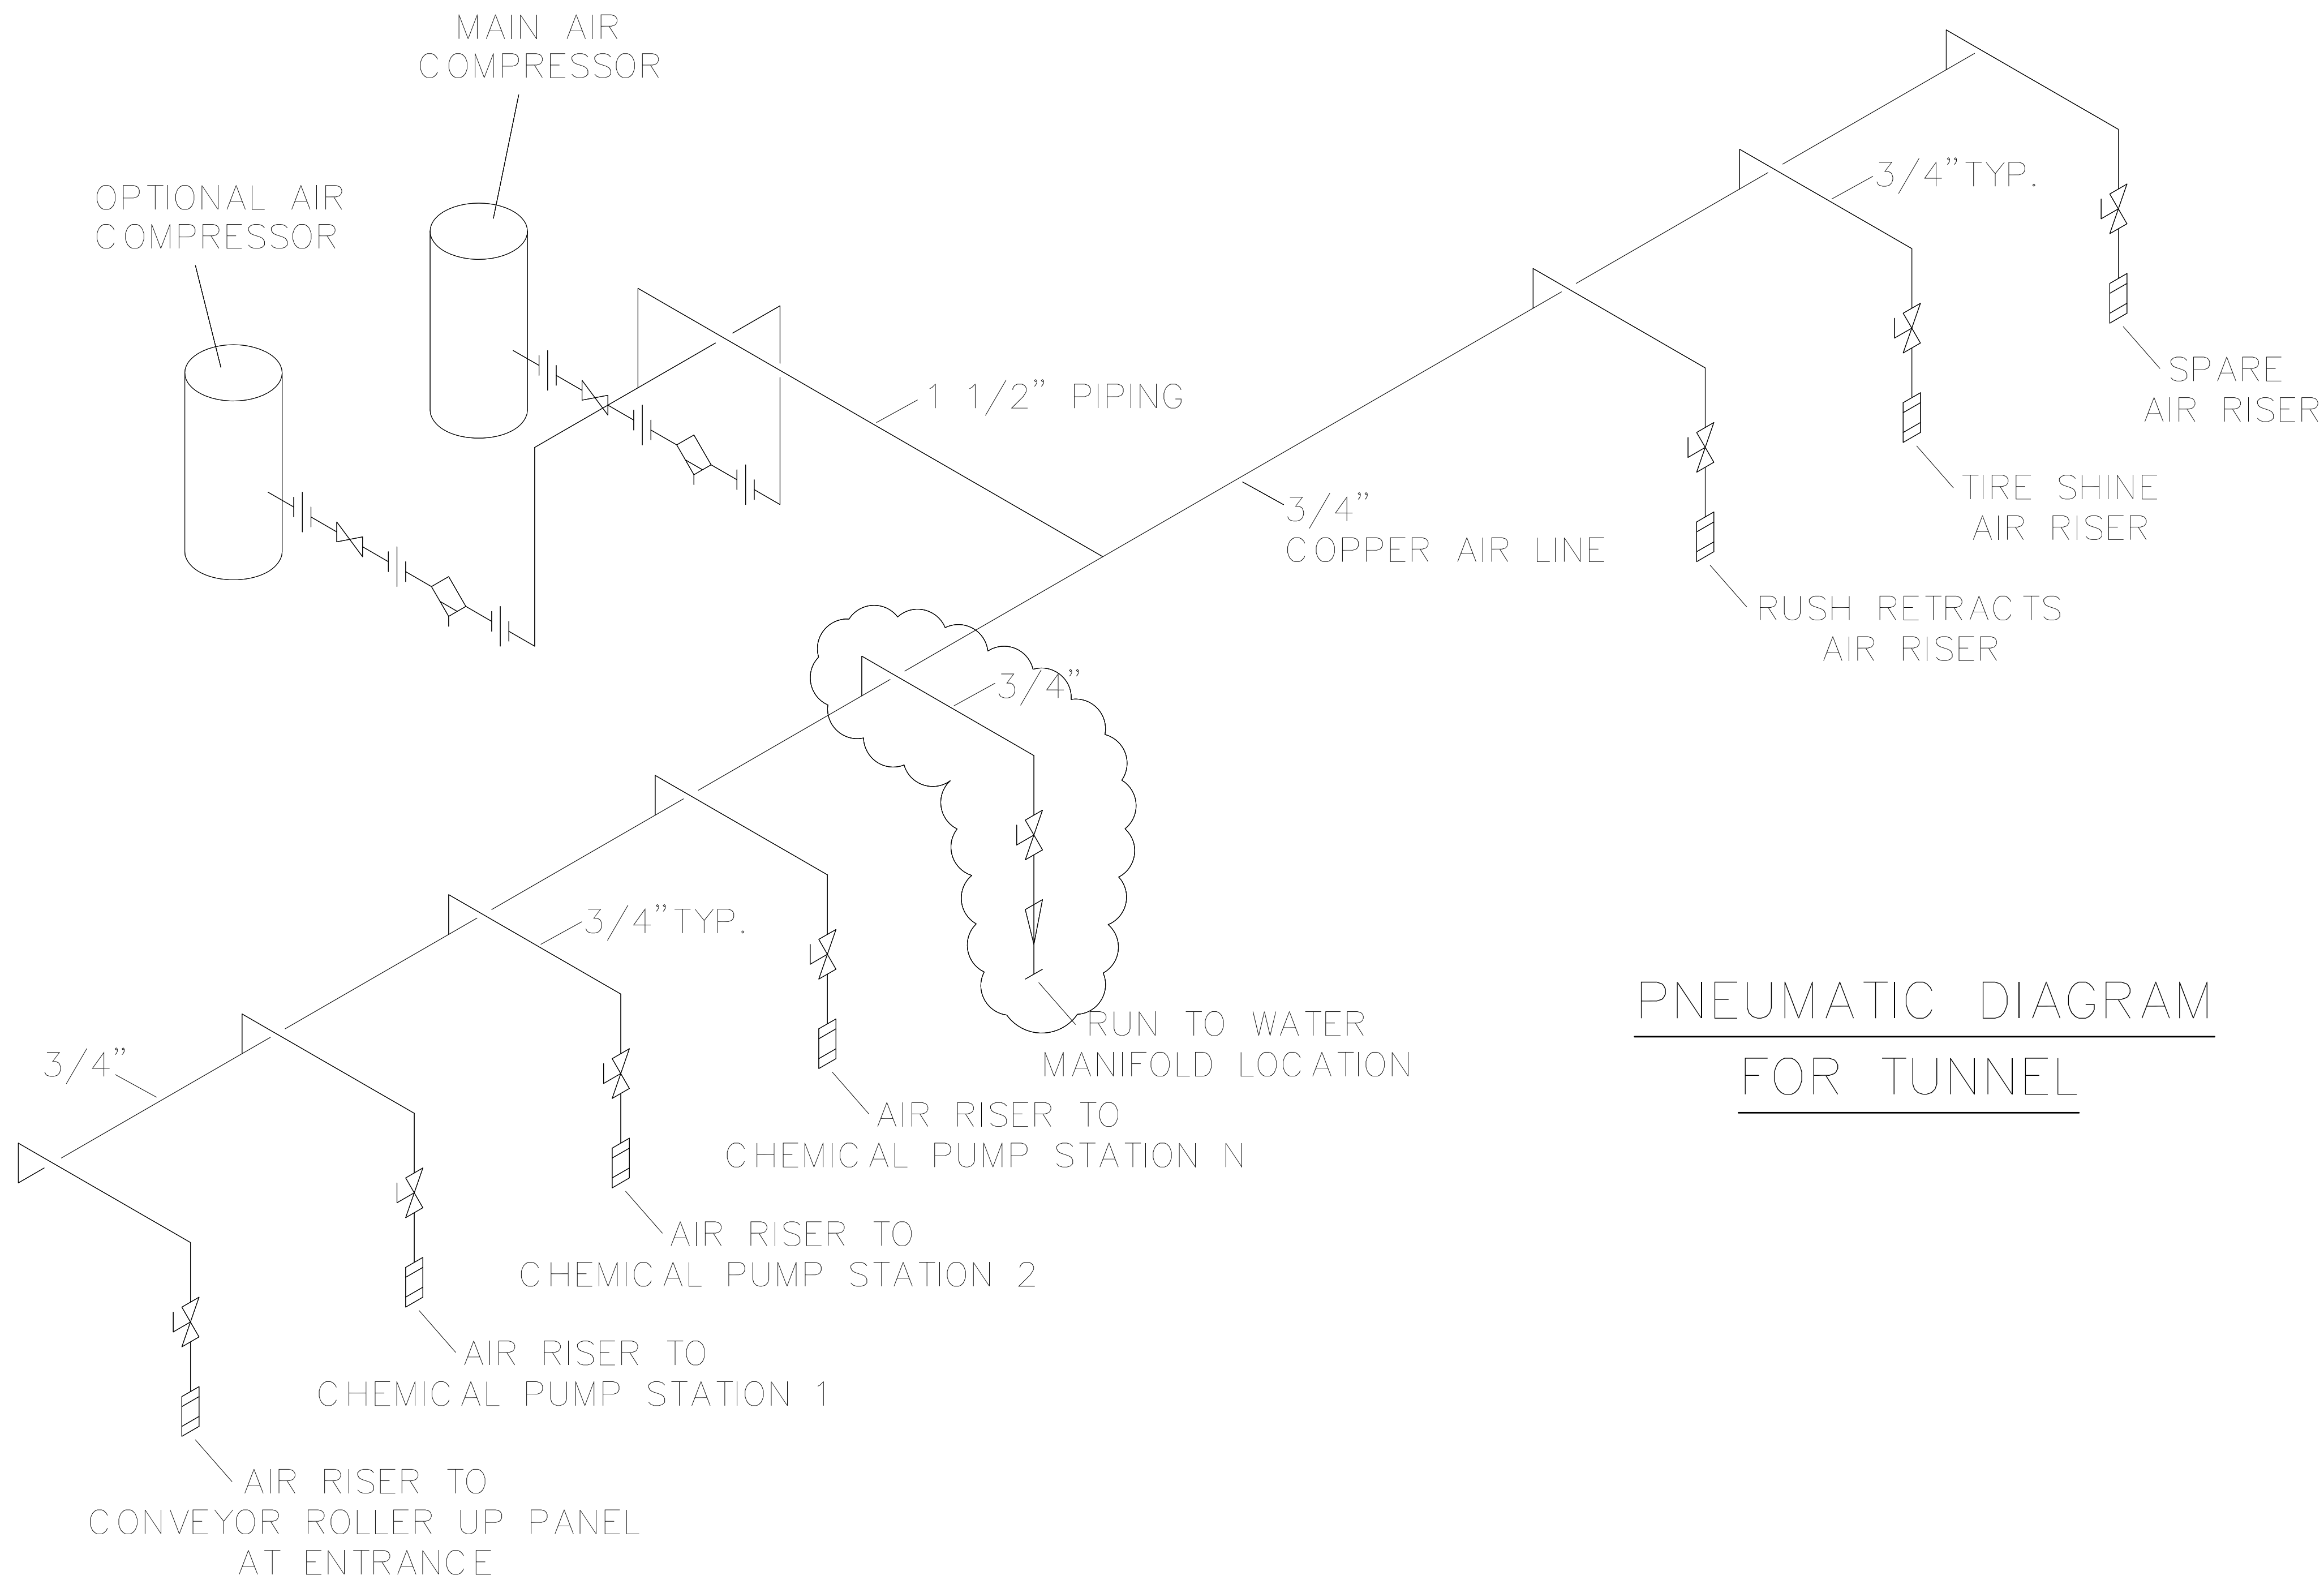 MAIN AIR
COMPRESSOR
OPTIONAL AIR
COMPRESSOR
1 1/2” PIPING
3/4”TYP.
SPARE
AIR RISER
TIRE SHINE
AIR RISER
3/4”
COPPER AIR LINE
RUSH RETRACTS
AIR RISER
3/4”
3/4”TYP.
RUN TO WATER
MANIFOLD LOCATION
PNEUMATIC DIAGRAM
FOR TUNNEL
3/4”
AIR RISER TO
CHEMICAL PUMP STATION N
AIR RISER TO
CHEMICAL PUMP STATION 2
AIR RISER TO
CHEMICAL PUMP STATION 1
AIR RISER TO
CONVEYOR ROLLER UP PANEL
AT ENTRANCE